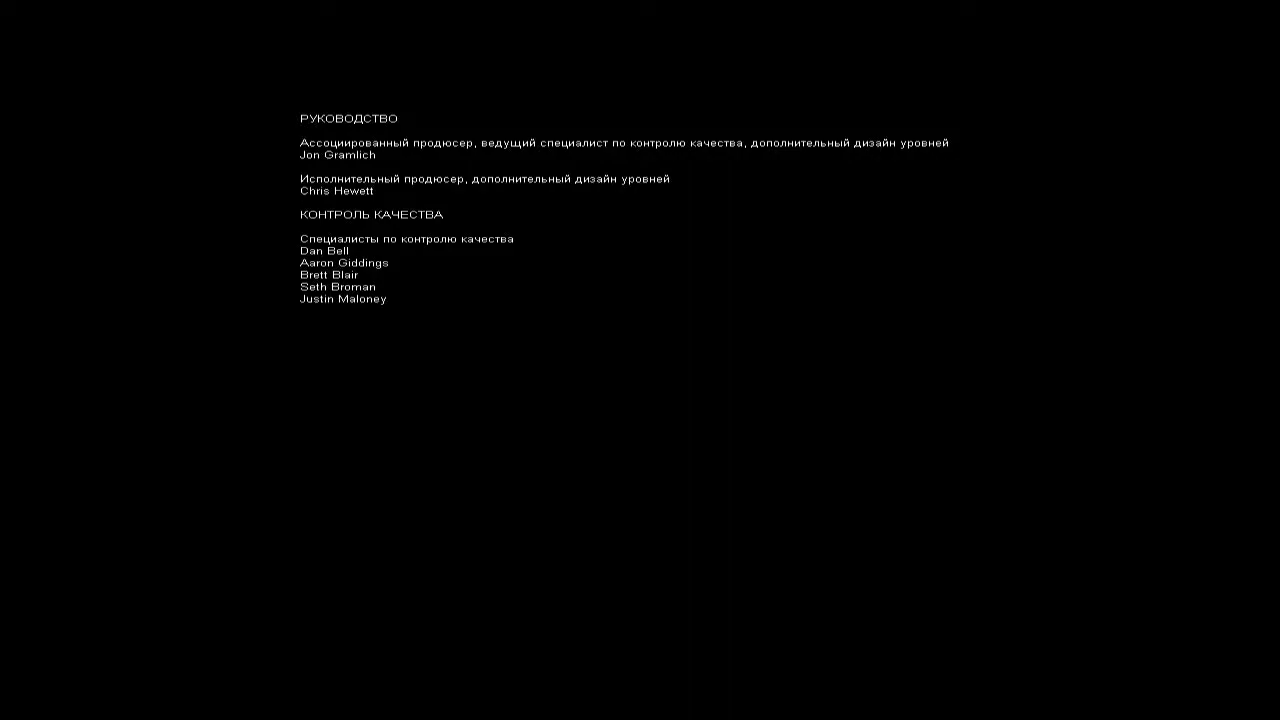 РУКОВОДСТВО
Ассоциированный продюсер, ведущий специалист по контролю качества, дополнительный дизайн уровней
Jon Gramlich
Исполнительный продюсер, дополнительный дизайн уровней
Chris Hewett
КОНТРОЛЬ КАЧЕСТВА
Специалисты по контролю качества
Dan Bell
Aaron Giddings
Brett Blair
Seth Broman
Justin Maloney